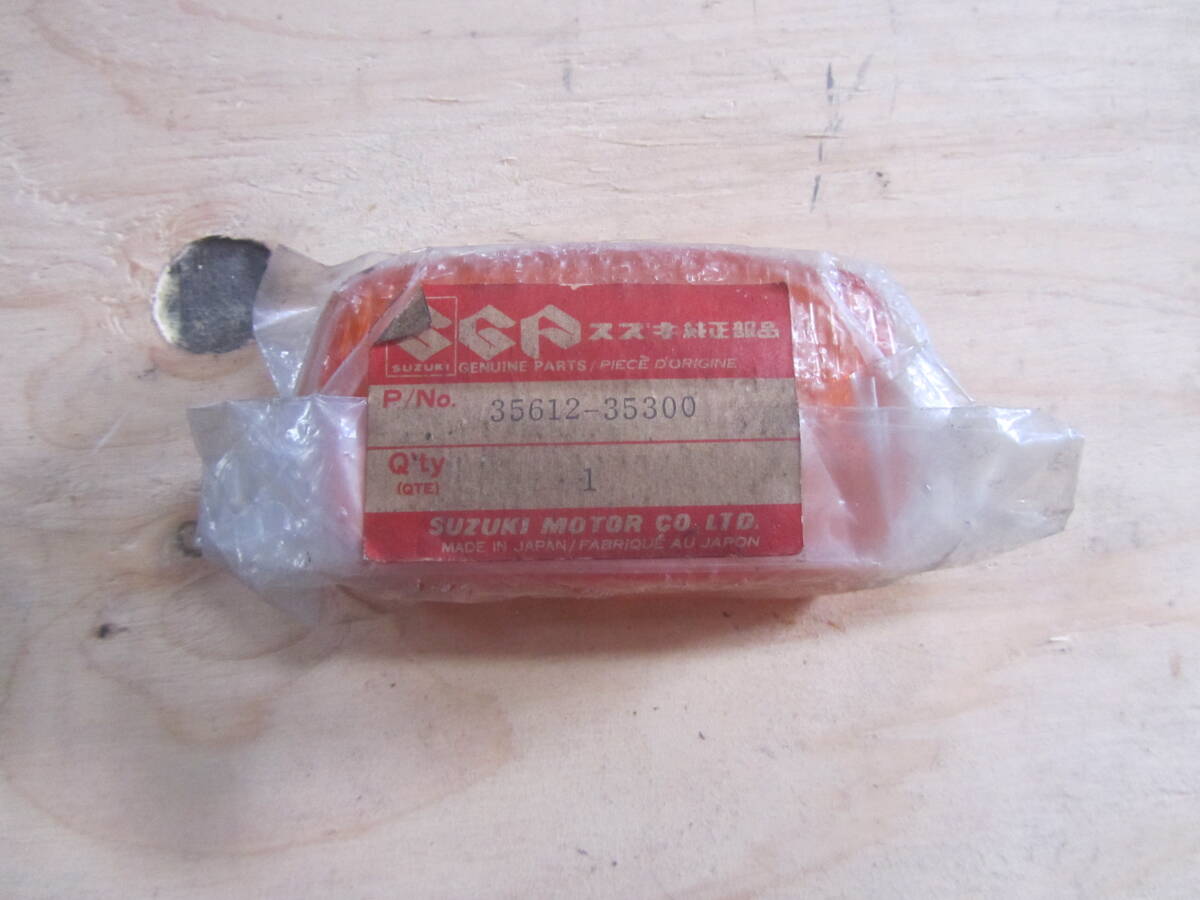 SUZUKI
SGP スズキ純正部品
GENUINE PARTS / PIECE D'ORIGINE
P/No. 35612-35300
Q'ty 1
(QTE)
SUZUKI MOTOR CO. LTD.
MADE IN JAPAN / FABRIQUÉ AU JAPON